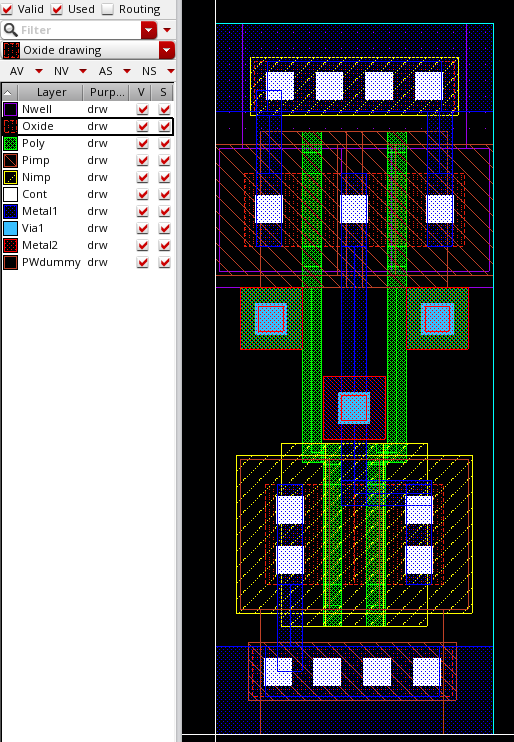 Valid Used Routing
Filter
Oxide drawing
AV NV AS NS
Layer Purp... V S
Nwell drw
Oxide drw
Poly drw
Pimp drw
Nimp drw
Cont drw
Metal1 drw
Via1 drw
Metal2 drw
PWdummy drw